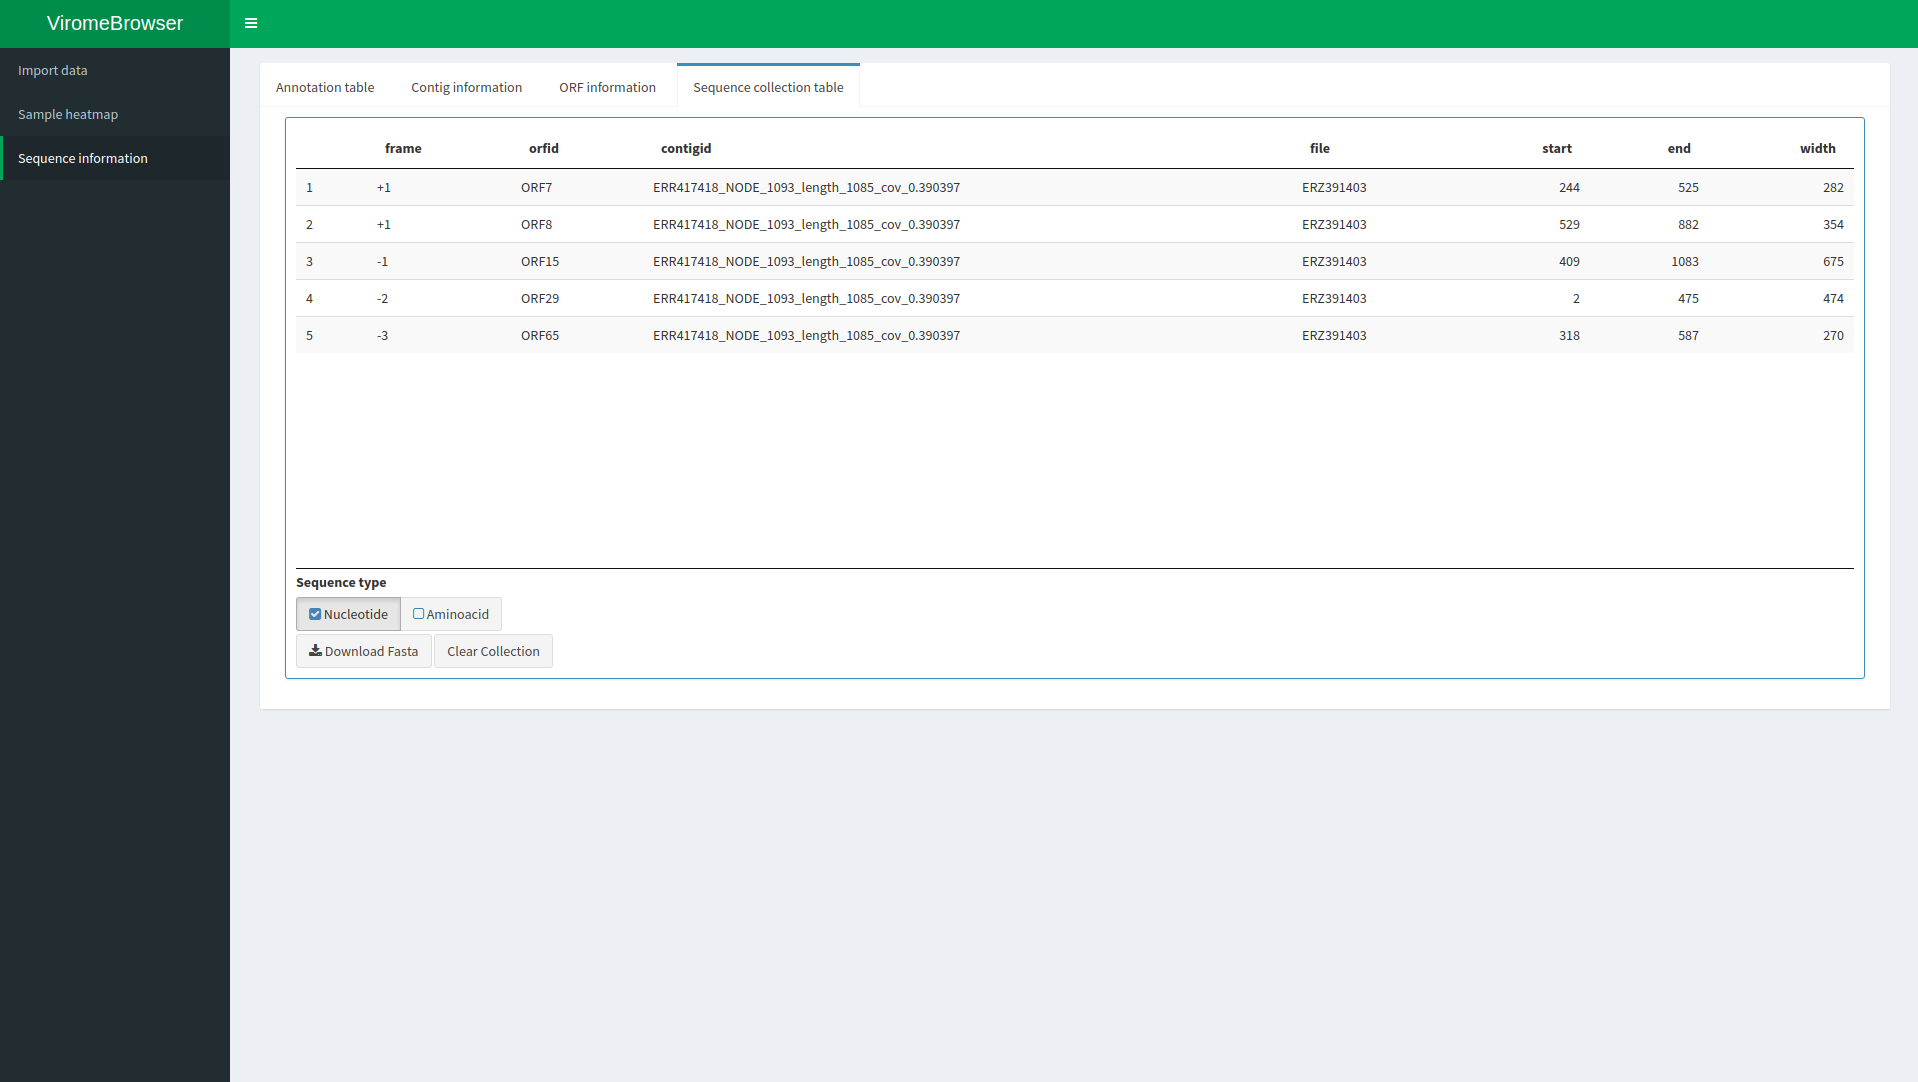 ViromeBrowser
Import data
Sample heatmap
Sequence information
Annotation table Contig information ORF information Sequence collection table
frame orfid contigid file start end width
1 +1 ORF7 ERR417418_NODE_1093_length_1085_cov_0.390397 ERZ391403 244 525 282
2 +1 ORF8 ERR417418_NODE_1093_length_1085_cov_0.390397 ERZ391403 529 882 354
3 -1 ORF15 ERR417418_NODE_1093_length_1085_cov_0.390397 ERZ391403 409 1083 675
4 -2 ORF29 ERR417418_NODE_1093_length_1085_cov_0.390397 ERZ391403 2 475 474
5 -3 ORF65 ERR417418_NODE_1093_length_1085_cov_0.390397 ERZ391403 318 587 270
Sequence type
Nucleotide Aminoacid
Download Fasta Clear Collection